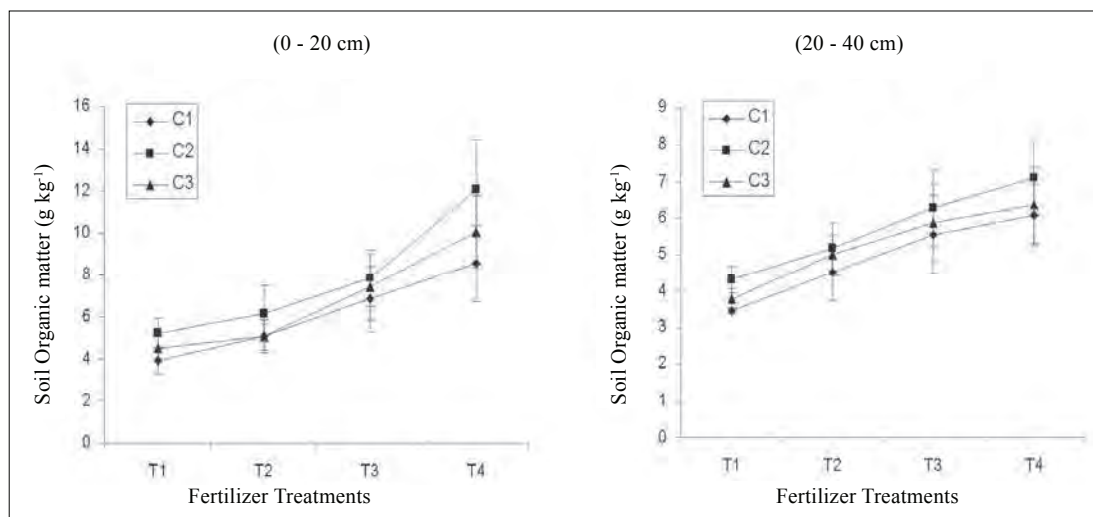 (0 - 20 cm)
Soil Organic matter (g kg-1)
16
14
12
10
8
6
4
2
0
C1
C2
C3
T1 T2 T3 T4
Fertilizer Treatments
(20 - 40 cm)
Soil Organic matter (g kg-1)
9
8
7
6
5
4
3
2
1
0
C1
C2
C3
T1 T2 T3 T4
Fertilizer Treatments